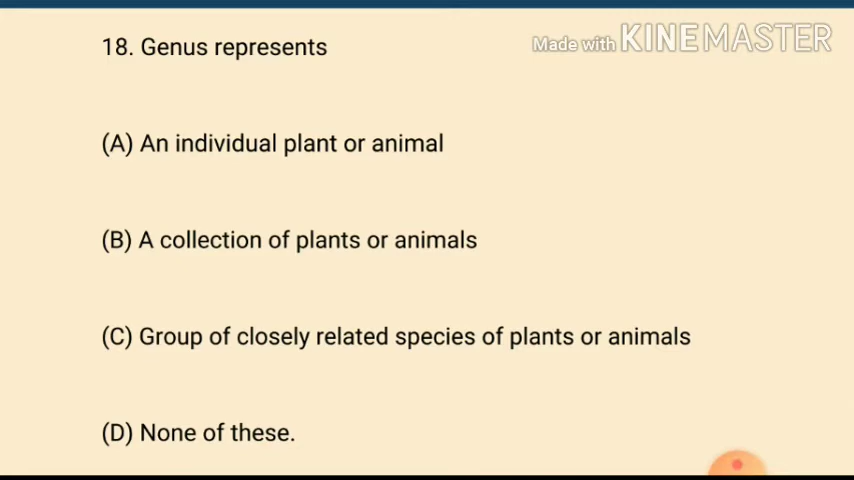 18. Genus represents
Made with KINEMASTER
(A) An individual plant or animal
(B) A collection of plants or animals
(C) Group of closely related species of plants or animals
(D) None of these.